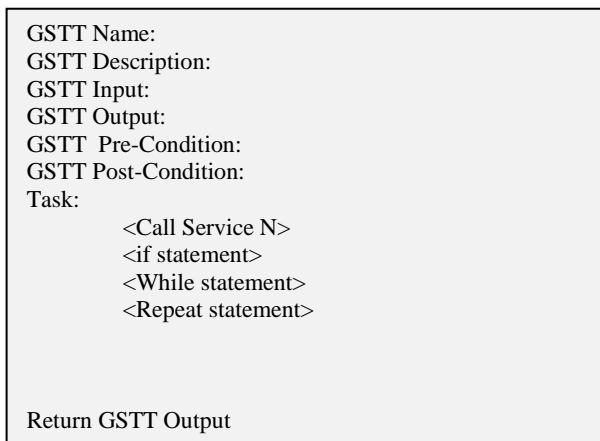 GSTT Name:
GSTT Description:
GSTT Input:
GSTT Output:
GSTT  Pre-Condition:
GSTT Post-Condition:
Task:
<Call Service N>
<if statement>
<While statement>
<Repeat statement>
Return GSTT Output